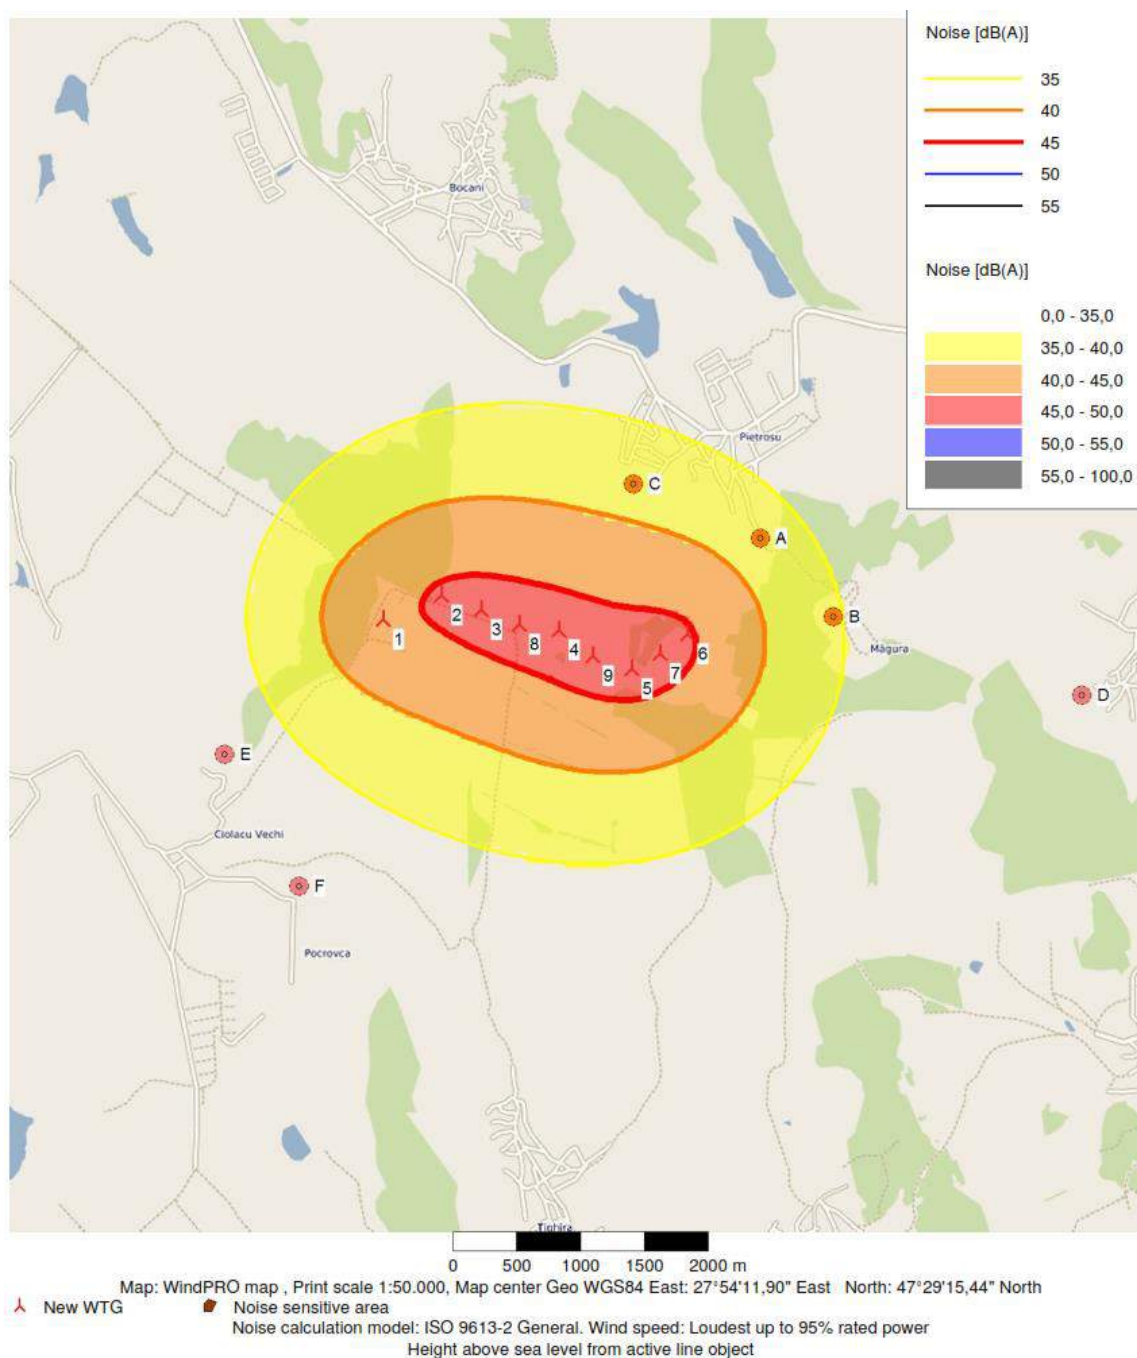 Noise [dB(A)]
35
40
45
50
55
Noise [dB(A)]
0,0 - 35,0
35,0 - 40,0
40,0 - 45,0
45,0 - 50,0
50,0 - 55,0
55,0 - 100,0
Bocani
Pietrosu
C
A
B
Măgura
2
3
8
4
1
9
7
6
5
D
E
Ciolacu Vechi
F
Pocrovca
Tighira
0 500 1000 1500 2000 m
Map: WindPRO map , Print scale 1:50.000, Map center Geo WGS84 East: 27°54'11,90" East North: 47°29'15,44" North
New WTG Noise sensitive area
Noise calculation model: ISO 9613-2 General. Wind speed: Loudest up to 95% rated power
Height above sea level from active line object